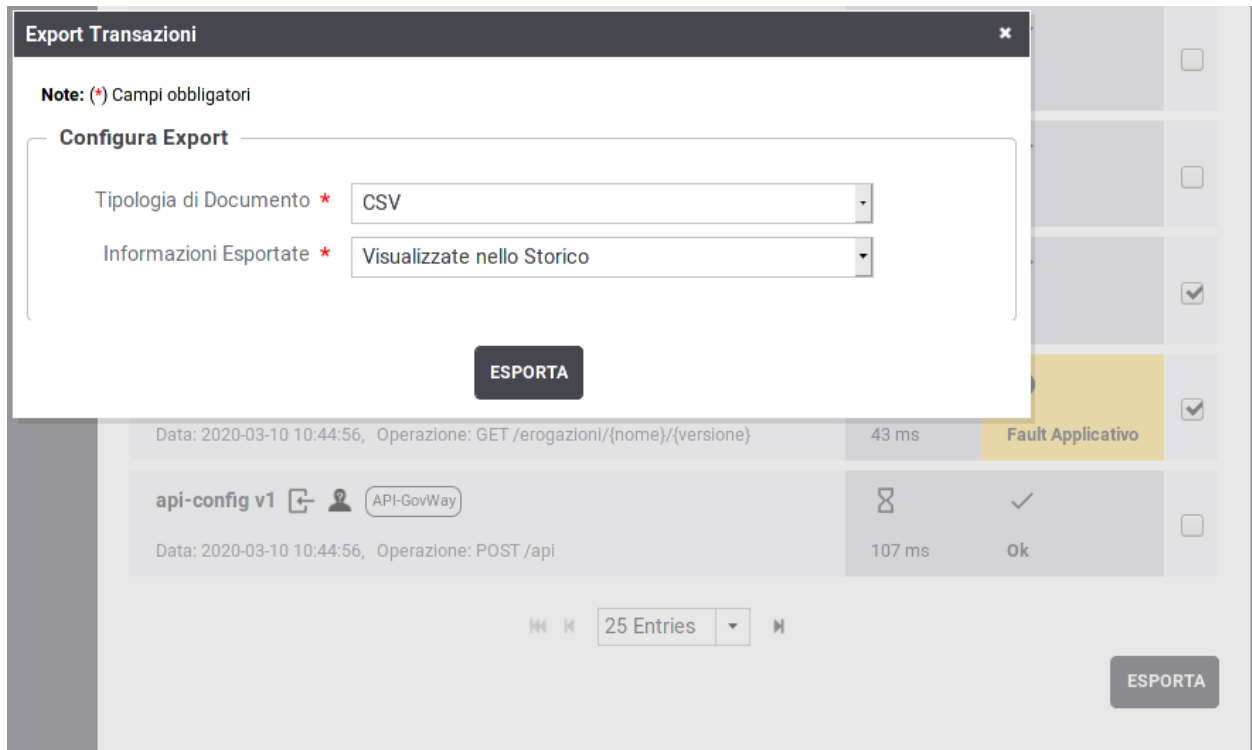 Export Transazioni
Note: (*) Campi obbligatori
Configura Export
Tipologia di Documento * CSV
Informazioni Esportate * Visualizzate nello Storico
ESPORTA
Data: 2020-03-10 10:44:56, Operazione: GET /erogazioni/{nome}/{versione} 43 ms Fault Applicativo
api-config v1 API-GovWay
Data: 2020-03-10 10:44:56, Operazione: POST /api 107 ms Ok
25 Entries
ESPORTA